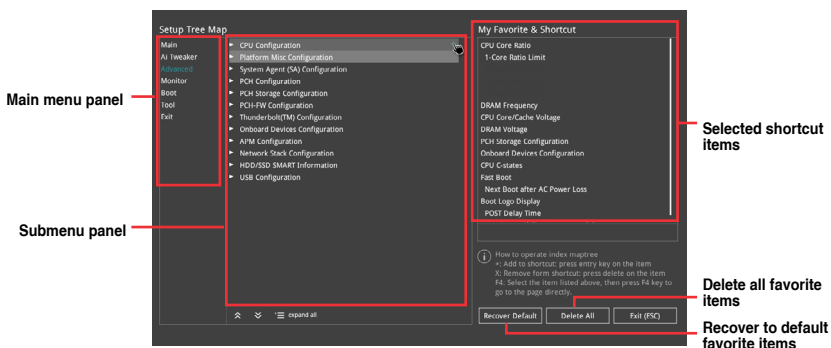 Setup Tree Map
Main
Ai Tweaker
Advanced
Monitor
Boot
Tool
Exit
CPU Configuration
Platform Misc Configuration
System Agent (SA) Configuration
PCH Configuration
PCH Storage Configuration
PCH-FW Configuration
Thunderbolt(TM) Configuration
Onboard Devices Configuration
APM Configuration
Network Stack Configuration
HDD/SSD SMART Information
USB Configuration
expand all
My Favorite & Shortcut
CPU Core Ratio
1-Core Ratio Limit
DRAM Frequency
CPU Core/Cache Voltage
DRAM Voltage
PCH Storage Configuration
Onboard Devices Configuration
CPU C-states
Fast Boot
Next Boot after AC Power Loss
Boot Logo Display
POST Delay Time
How to operate index maptree
+: Add to shortcut: press entry key on the item
X: Remove form shortcut: press delete on the item
F4: Select the item listed above, then press F4 key to
go to the page directly.
Recover Default
Delete All
Exit (ESC)
Main menu panel
Submenu panel
Selected shortcut
items
Delete all favorite
items
Recover to default
favorite items